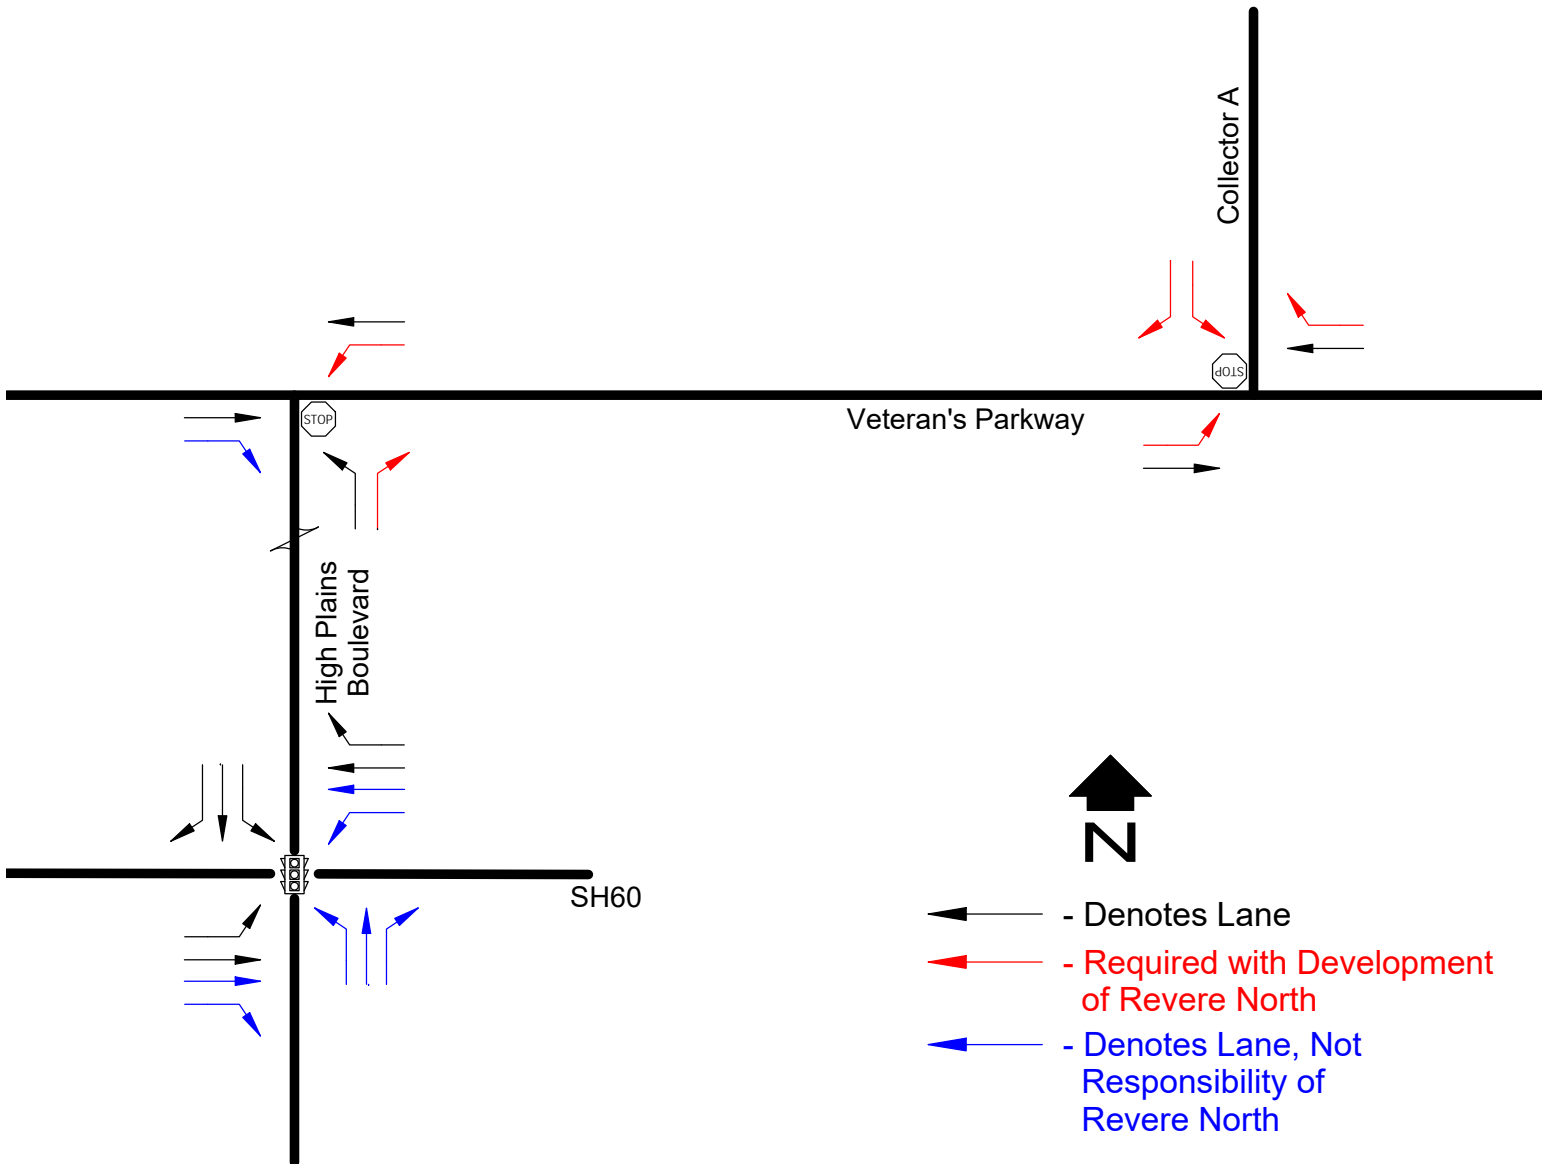 Collector A
STOP
STOP
Veteran's Parkway
High Plains
Boulevard
SH60
N
- Denotes Lane
- Required with Development
of Revere North
- Denotes Lane, Not
Responsibility of
Revere North